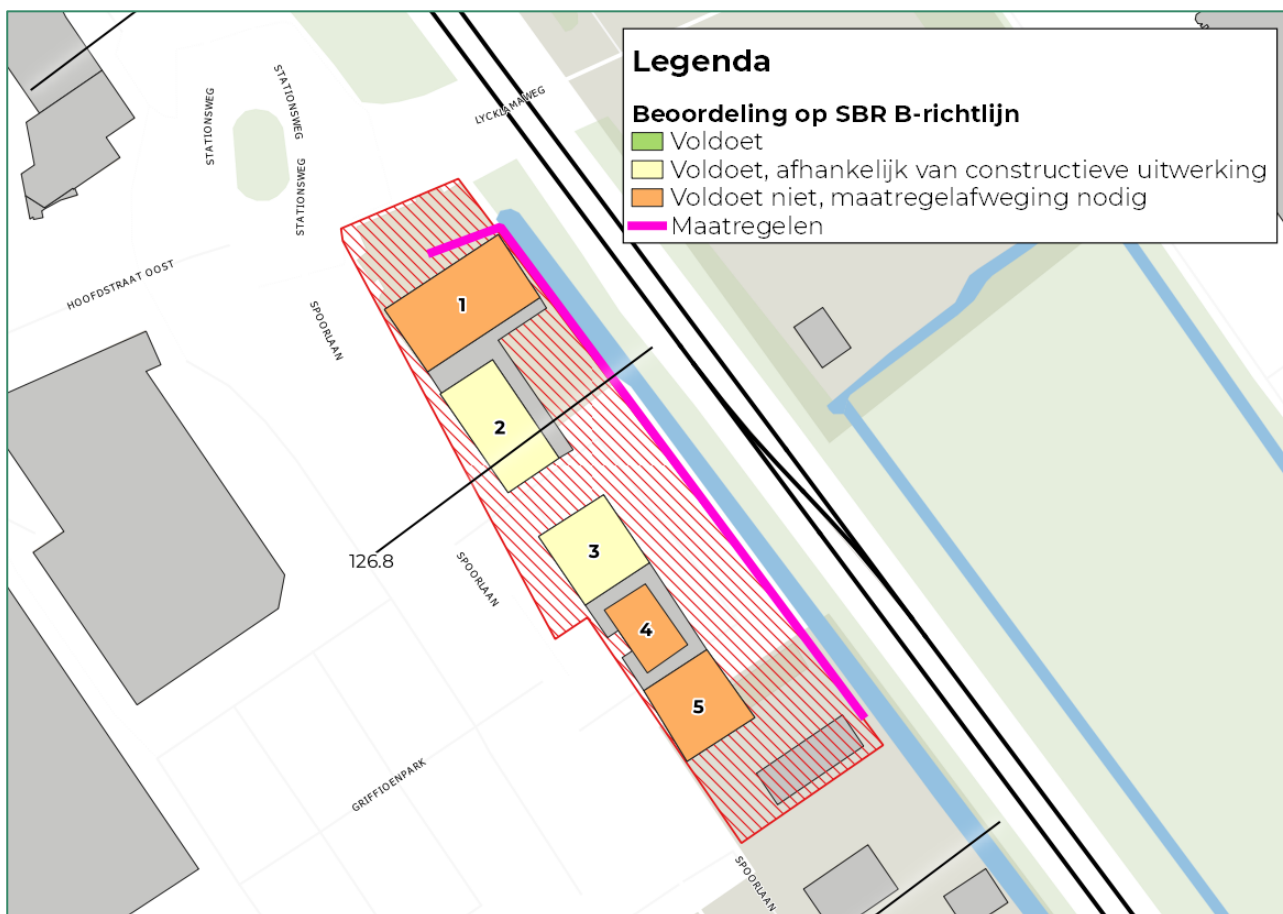 Legenda
Beoordeling op SBR B-richtlijn
Voldoet
Voldoet, afhankelijk van constructieve uitwerking
Voldoet niet, maatregelafweging nodig
Maatregelen
STATIONSWEG
STATIONSWEG
STATIONSWEG
LYCKLAMAWEG
HOOFDSTRAAT OOST
SPOORLAAN
1
2
3
4
5
126.8
SPOORLAAN
GRIFFIOENPARK
SPOORLAAN